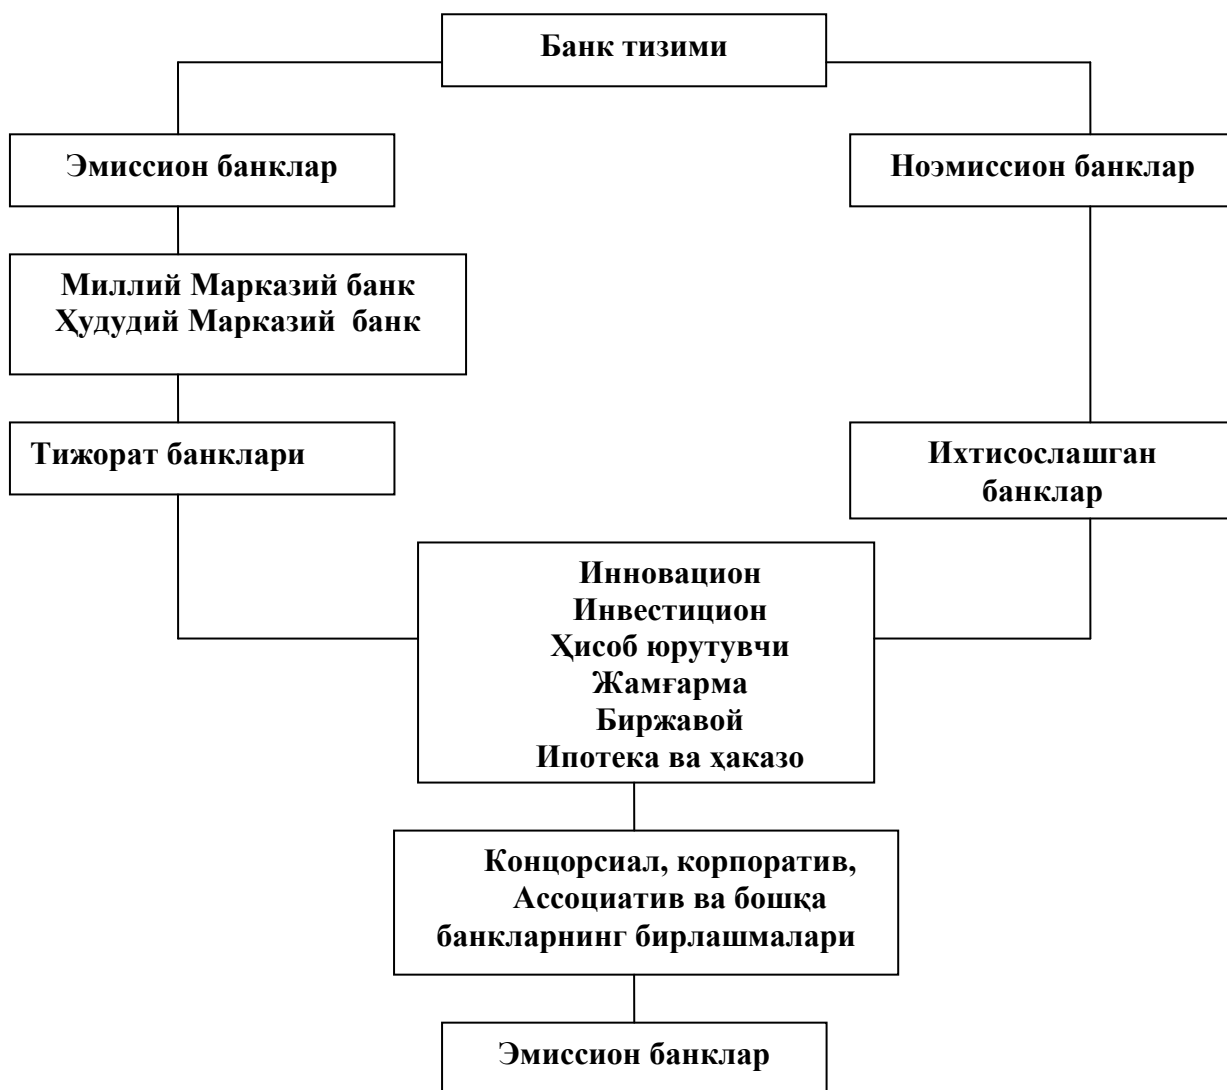 Банк тизими
Эмиссион банклар
Ноэмиссион банклар
Миллий Марказий банк
Ҳудудий Марказий банк
Тижорат банклари
Ихтисослашган
банклар
Инновацион
Инвестицион
Ҳисоб юрутувчи
Жамғарма
Биржавой
Ипотека ва ҳаказо
Концорсиал, корпоратив,
Ассоциатив ва бошқа
банкларнинг бирлашмалари
Эмиссион банклар